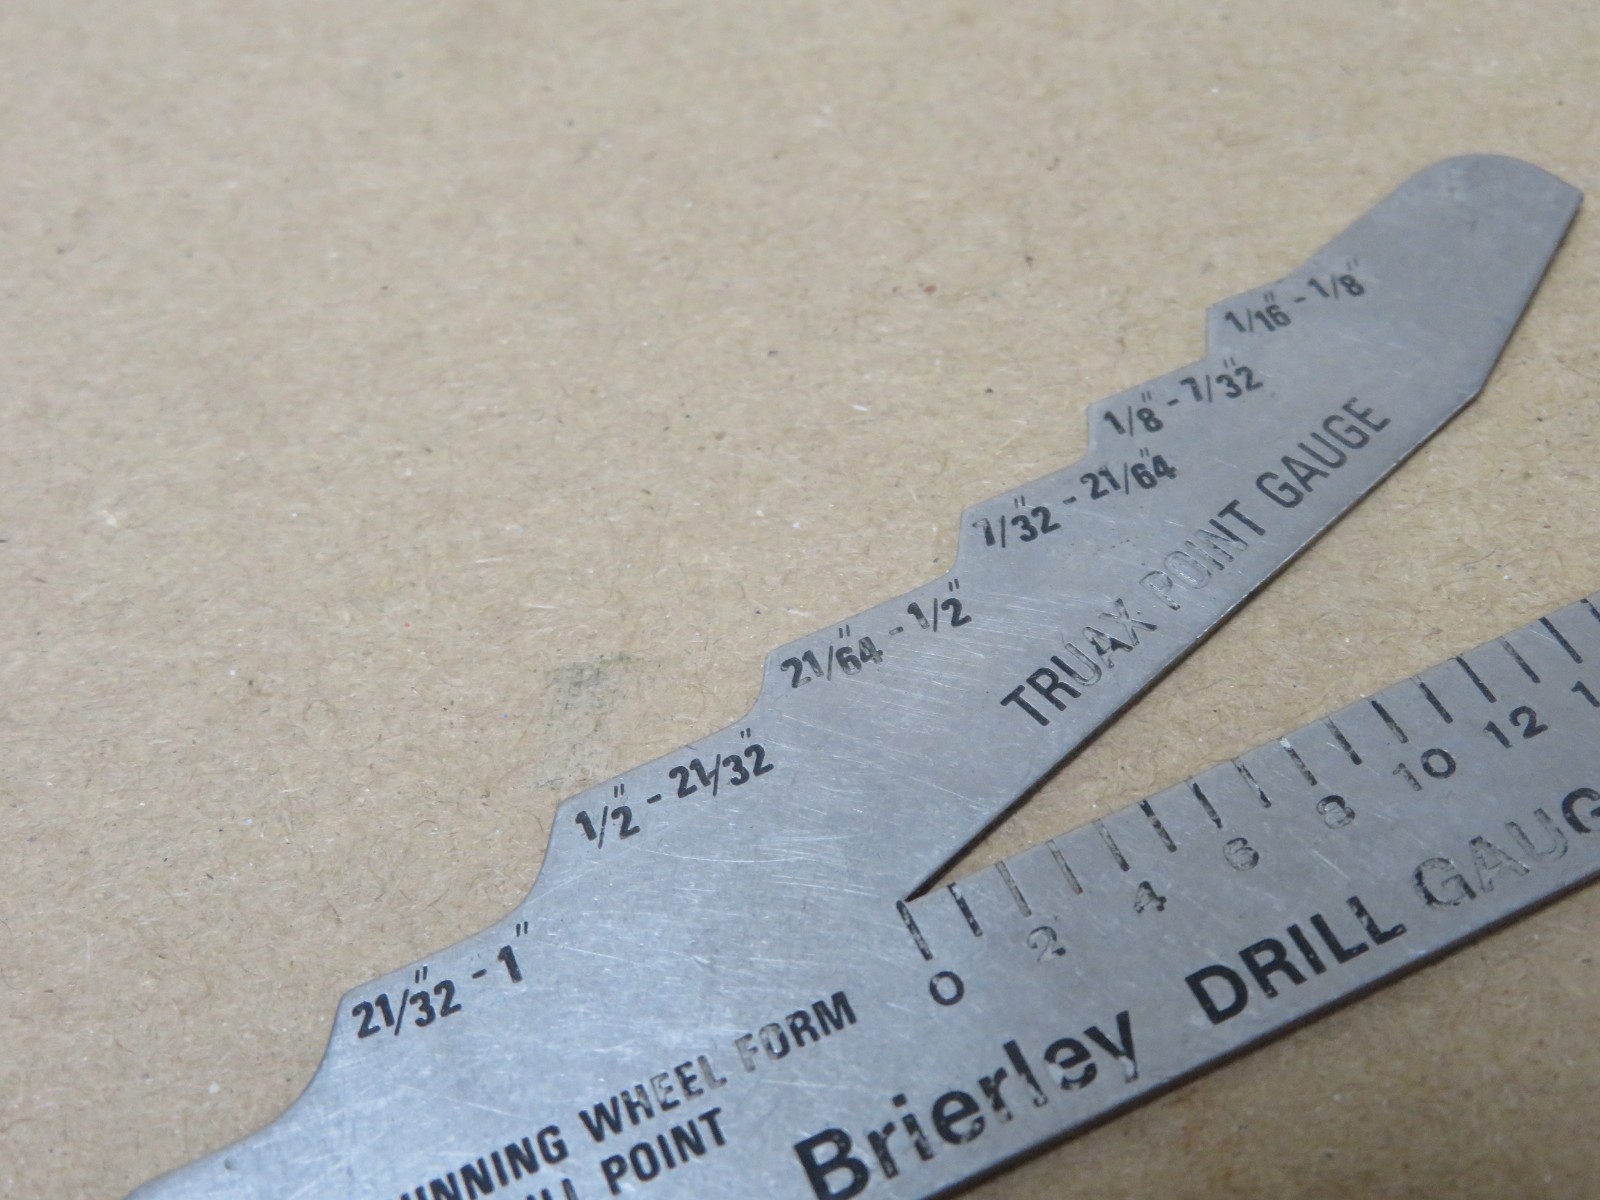 1/16" - 1/8"
1/8" - 7/32"
7/32" - 21/64"
21/64" - 1/2"
1/2" - 21/32"
21/32" - 1"
TRUAX POINT GAUGE
0 2 4 6 8 10 12
WHEEL FORM
POINT
Brierley DRILL